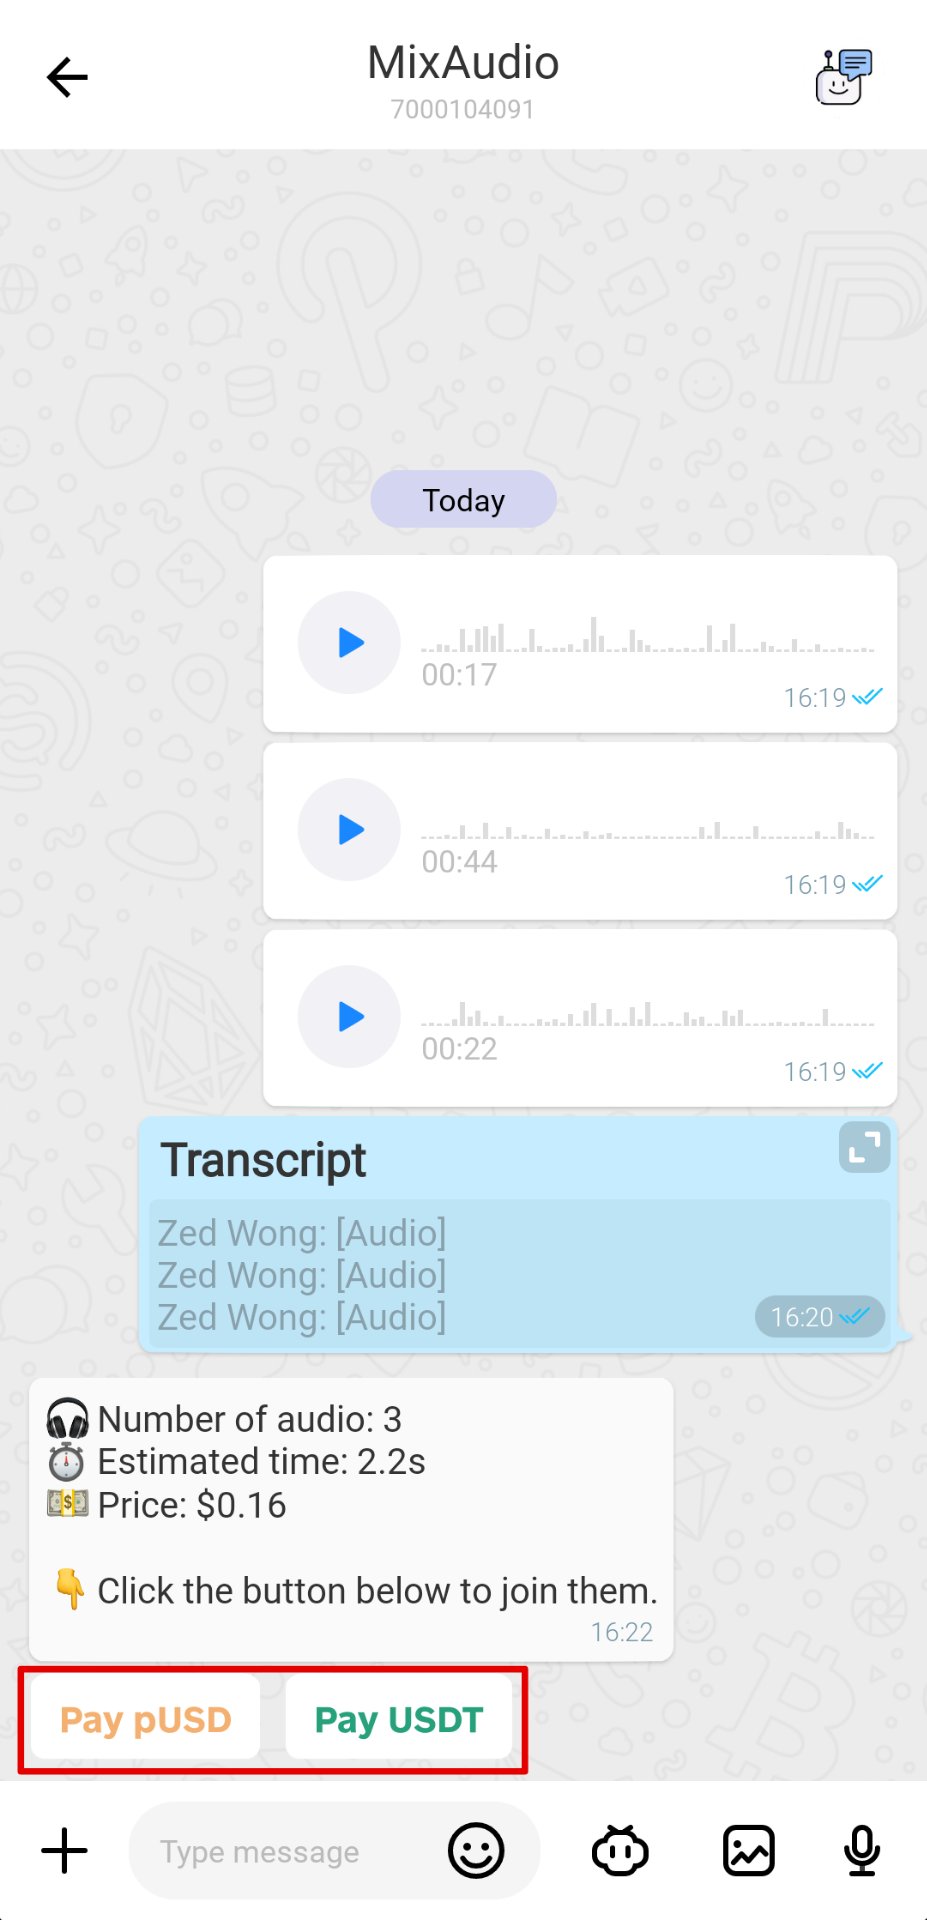 MixAudio
7000104091
Today
00:17
16:19
00:44
16:19
00:22
16:19
Transcript
Zed Wong: [Audio]
Zed Wong: [Audio]
Zed Wong: [Audio]
16:20
🎧 Number of audio: 3
⏱ Estimated time: 2.2s
💵 Price: $0.16
👇 Click the button below to join them.
16:22
Pay pUSD
Pay USDT
Type message